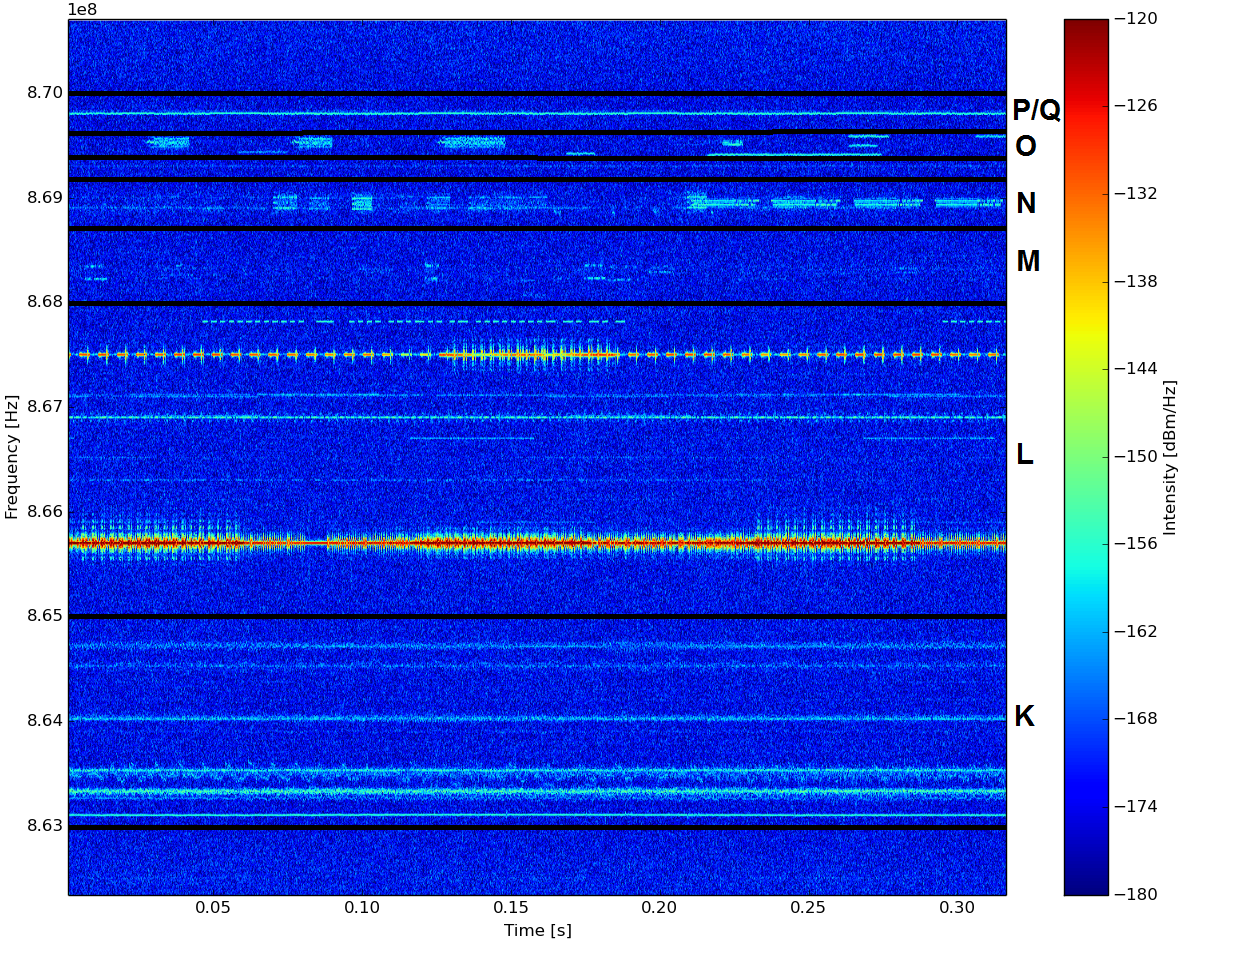 1e8
8.70
8.69
8.68
8.67
8.66
8.65
8.64
8.63
Frequency [Hz]
0.05 0.10 0.15 0.20 0.25 0.30
Time [s]
P/Q
O
N
M
L
K
−120
−126
−132
−138
−144
−150
−156
−162
−168
−174
−180
Intensity [dBm/Hz]